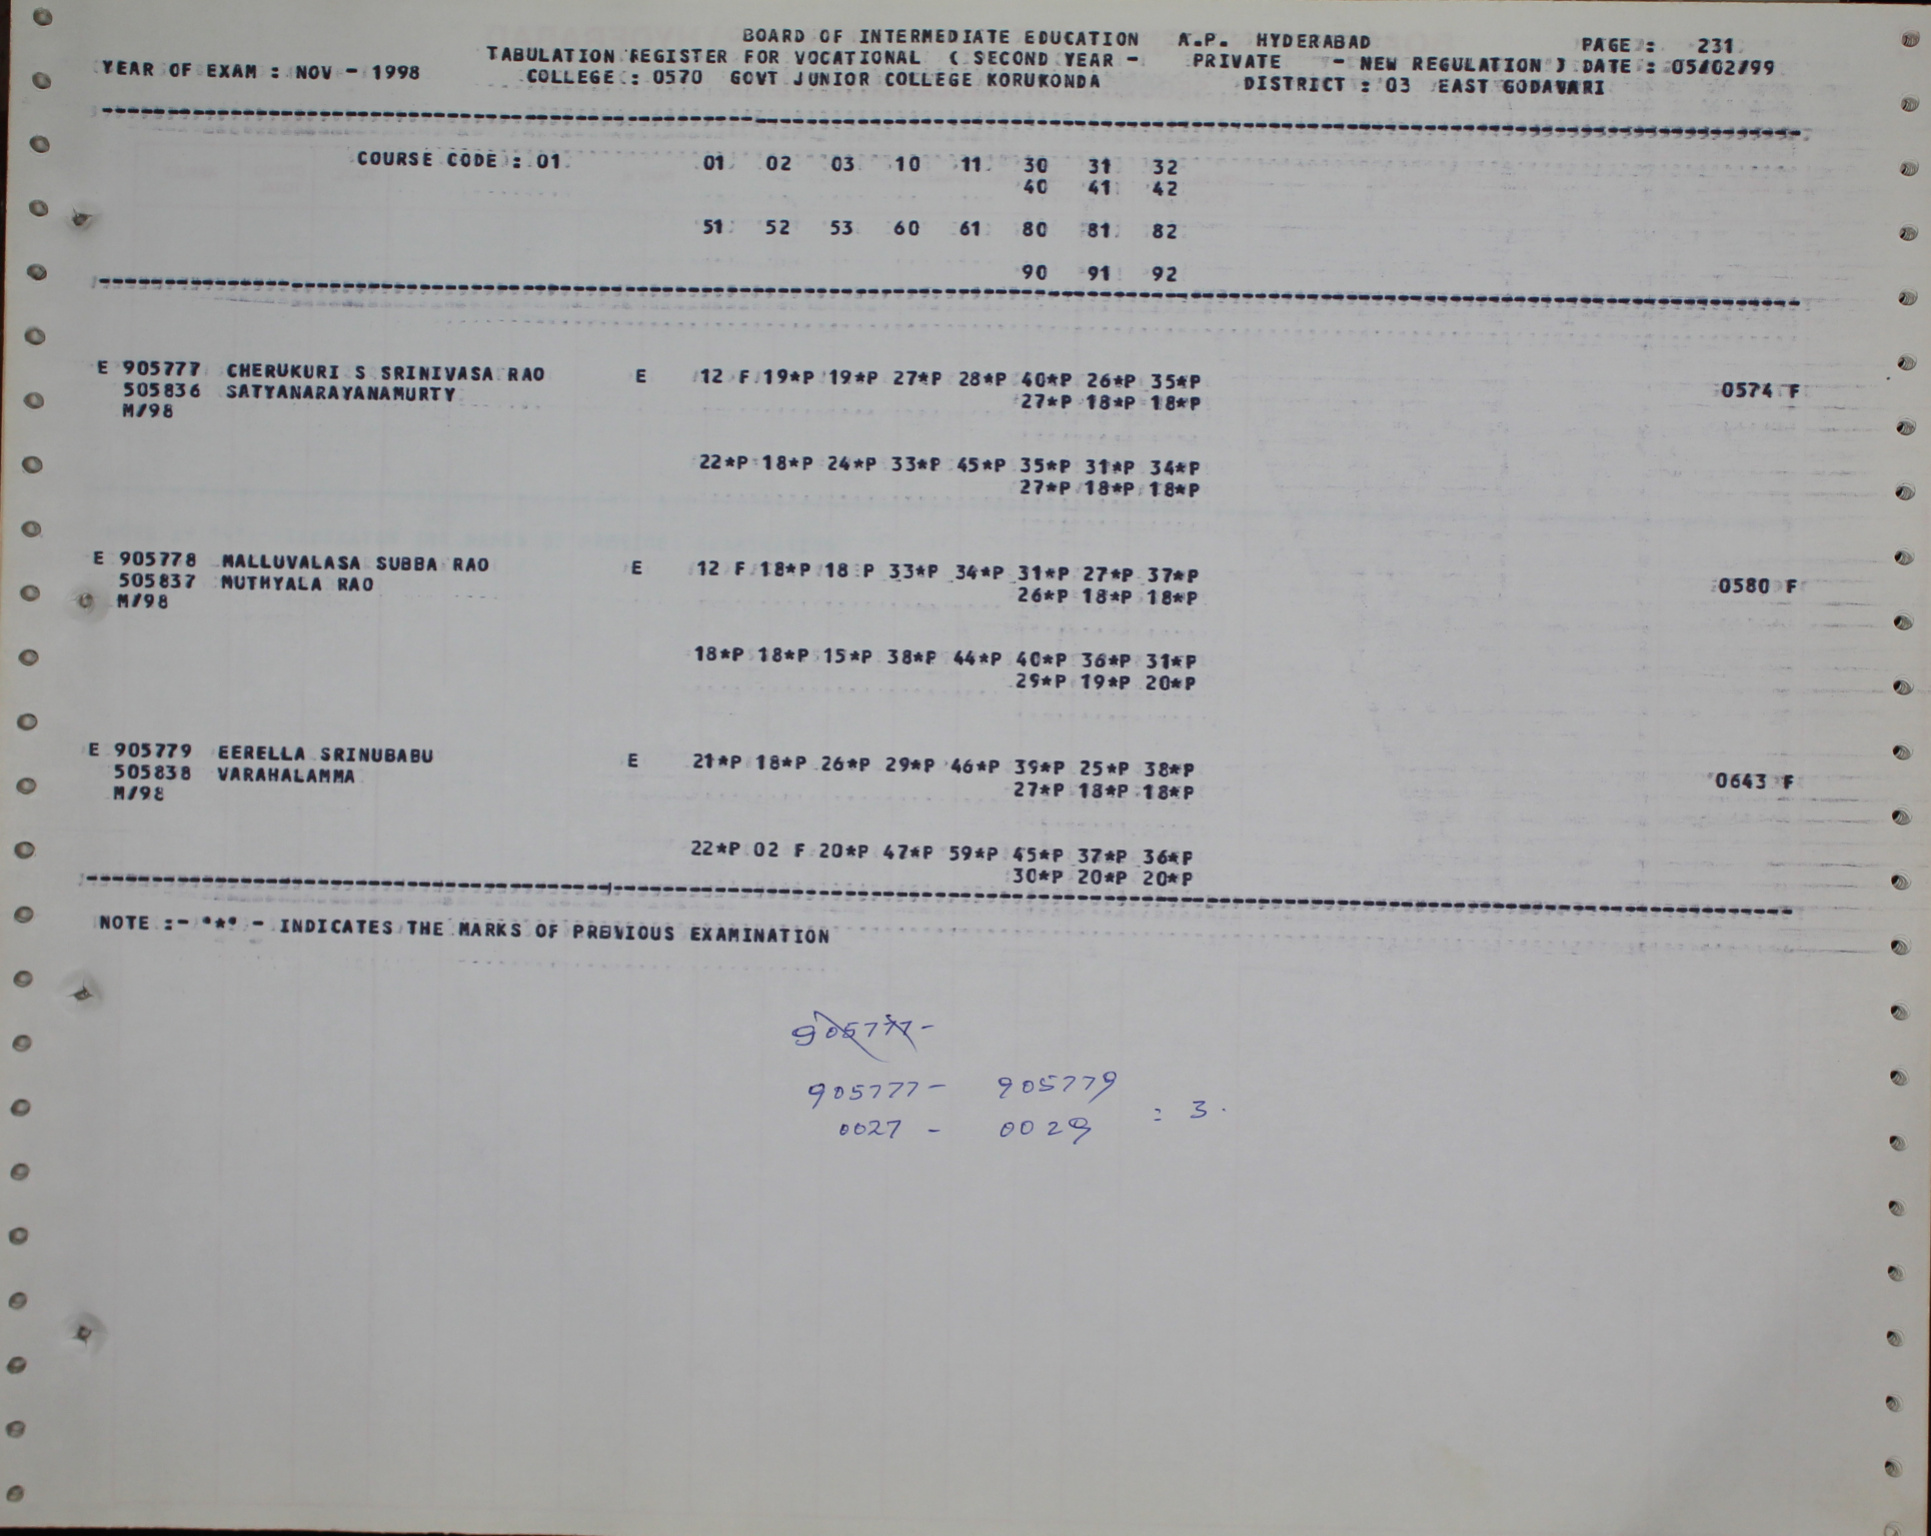 BOARD OF INTERMEDIATE EDUCATION A.P. HYDERABAD PAGE : 231
YEAR OF EXAM : NOV - 1998 TABULATION REGISTER FOR VOCATIONAL ( SECOND YEAR - PRIVATE - NEW REGULATION ) DATE : 05/02/99
COLLEGE : 0570 GOVT JUNIOR COLLEGE KORUKONDA DISTRICT : 03 EAST GODAVARI
COURSE CODE : 01 01 02 03 10 11 30 31 32
40 41 42
51 52 53 60 61 80 81 82
90 91 92
E 905777 CHERUKURI S SRINIVASA RAO E 12 F 19*P 19*P 27*P 28*P 40*P 26*P 35*P
505836 SATYANARAYANAMURTY 27*P 18*P 18*P 0574 F
M/98
22*P 18*P 24*P 33*P 45*P 35*P 31*P 34*P
27*P 18*P 18*P
E 905778 MALLUVALASA SUBBA RAO E 12 F 18*P 18 P 33*P 34*P 31*P 27*P 37*P
505837 MUTHYALA RAO 26*P 18*P 18*P 0580 F
M/98
18*P 18*P 15*P 38*P 44*P 40*P 36*P 31*P
29*P 19*P 20*P
E 905779 EERELLA SRINUBABU E 21*P 18*P 26*P 29*P 46*P 39*P 25*P 38*P
505838 VARAHALAMMA 27*P 18*P 18*P 0643 F
M/98
22*P 02 F 20*P 47*P 59*P 45*P 37*P 36*P
30*P 20*P 20*P
NOTE :- "*" - INDICATES THE MARKS OF PREVIOUS EXAMINATION
905777 -
905777 - 905779
0027 - 0029 : 3.